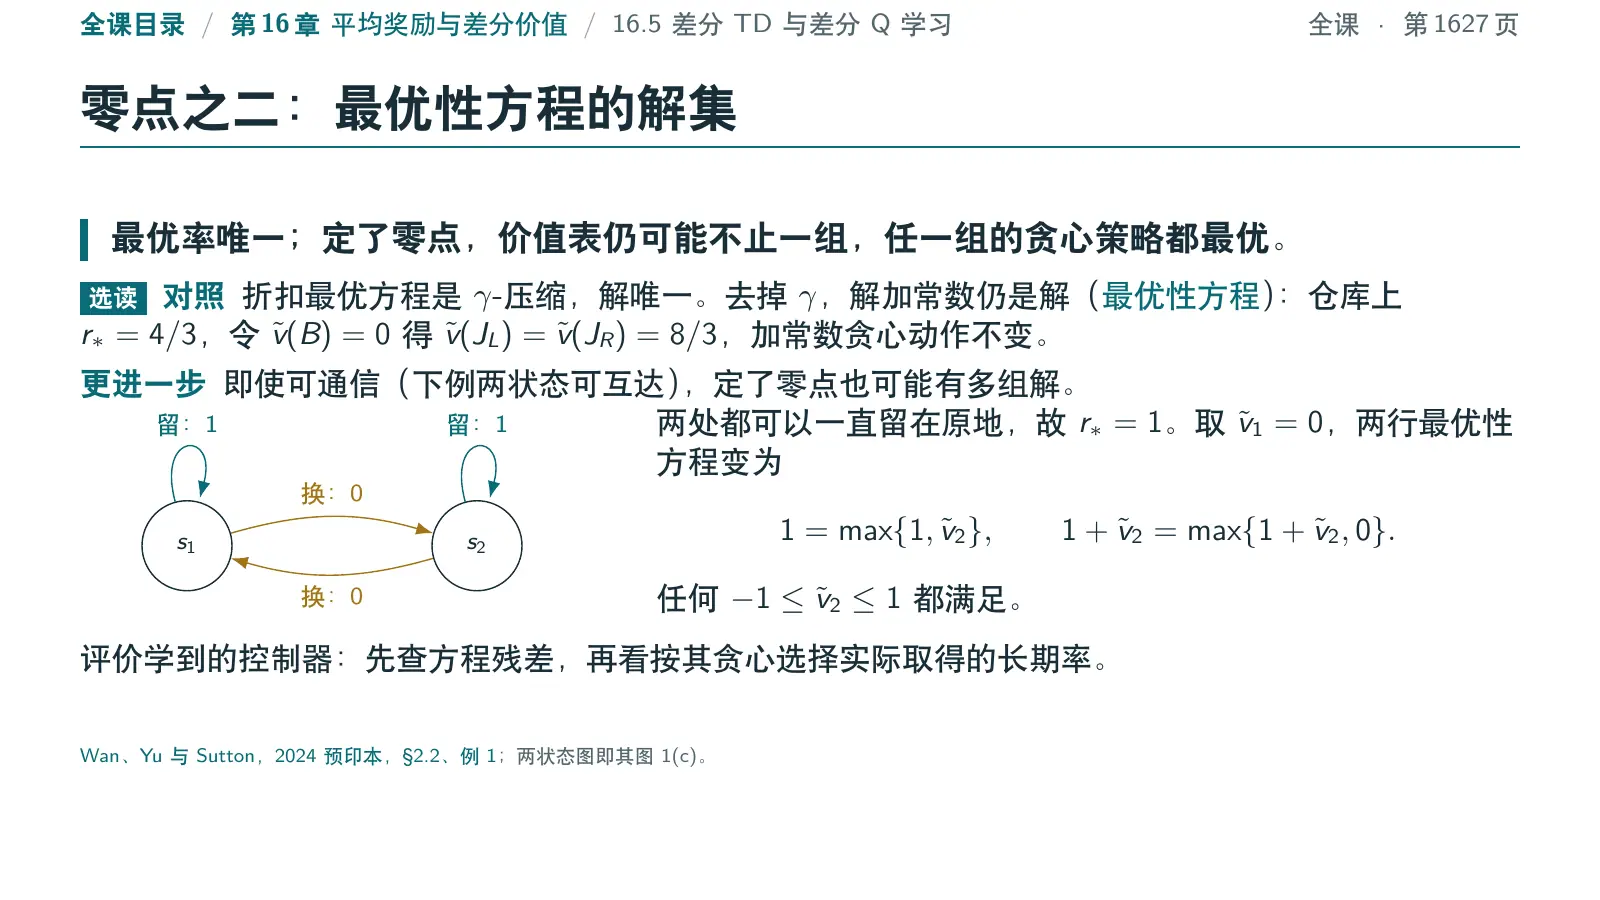 全课目录 / 第 16 章 平均奖励与差分价值 / 16.5 差分 TD 与差分 Q 学习
全课 · 第 1627 页
零点之二：最优性方程的解集
最优率唯一；定了零点，价值表仍可能不止一组，任一组的贪心策略都最优。
选读 对照 折扣最优方程是 γ-压缩，解唯一。去掉 γ，解加常数仍是解（最优性方程）：仓库上
r∗ = 4/3，令 ṽ(B) = 0 得 ṽ(J_L) = ṽ(J_R) = 8/3，加常数贪心动作不变。
更进一步 即使可通信（下例两状态可互达），定了零点也可能有多组解。
留：1
留：1
换：0
s₁
s₂
换：0
两处都可以一直留在原地，故 r∗ = 1。取 ṽ₁ = 0，两行最优性
方程变为
1 = max{1, ṽ₂}, 1 + ṽ₂ = max{1 + ṽ₂, 0}.
任何 −1 ≤ ṽ₂ ≤ 1 都满足。
评价学到的控制器：先查方程残差，再看按其贪心选择实际取得的长期率。
Wan、Yu 与 Sutton，2024 预印本，§2.2、例 1；两状态图即其图 1(c)。